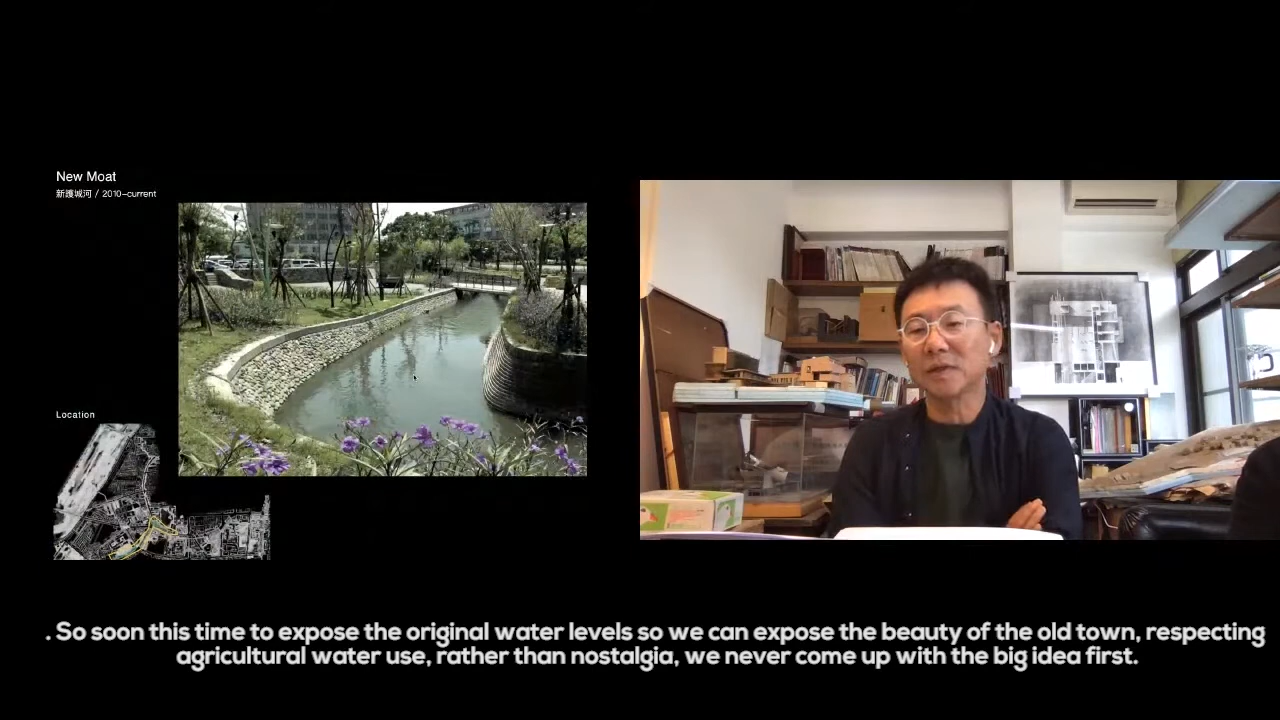 New Moat
新護城河 / 2010-current
Location
. So soon this time to expose the original water levels so we can expose the beauty of the old town, respecting
agricultural water use, rather than nostalgia, we never come up with the big idea first.